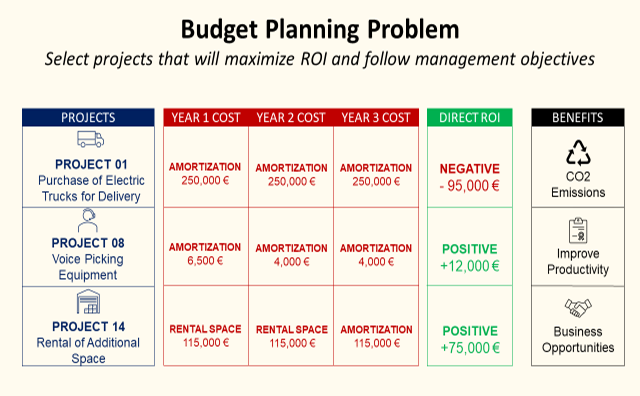 Budget Planning Problem
Select projects that will maximize ROI and follow management objectives
PROJECTS YEAR 1 COST YEAR 2 COST YEAR 3 COST DIRECT ROI BENEFITS
PROJECT 01
Purchase of Electric
Trucks for Delivery
AMORTIZATION
250,000 €
AMORTIZATION
250,000 €
AMORTIZATION
250,000 €
NEGATIVE
- 95,000 €
CO2
Emissions
PROJECT 08
Voice Picking
Equipment
AMORTIZATION
6,500 €
AMORTIZATION
4,000 €
AMORTIZATION
4,000 €
POSITIVE
+12,000 €
Improve
Productivity
PROJECT 14
Rental of Additional
Space
RENTAL SPACE
115,000 €
RENTAL SPACE
115,000 €
AMORTIZATION
115,000 €
POSITIVE
+75,000 €
Business
Opportunities